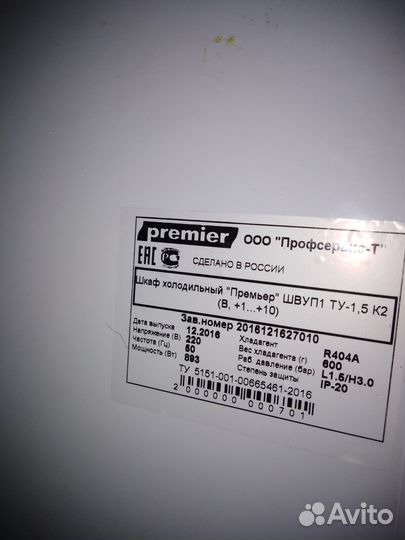 premier ООО "Профсервис-Т"
ЕАС РС СДЕЛАНО В РОССИИ
Шкаф холодильный "Премьер" ШВУП1 ТУ-1,5 К2
(В, +1...+10)
Зав.номер 2016121627010
Дата выпуска 12.2016 Хладагент R404A
Напряжение (В) 220 Вес хладагента (г) 600
Частота (Гц) 50 Раб. давление (бар) L1.5/H3.0
Мощность (Вт) 893 Степень защиты IP-20
ТУ 5151-001-00665461-2016
2 000000 000701
Avito